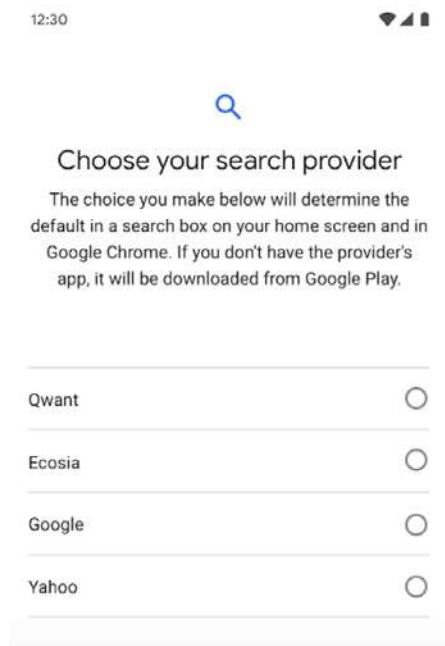 12:30
Choose your search provider
The choice you make below will determine the
default in a search box on your home screen and in
Google Chrome. If you don't have the provider's
app, it will be downloaded from Google Play.
Qwant
Ecosia
Google
Yahoo